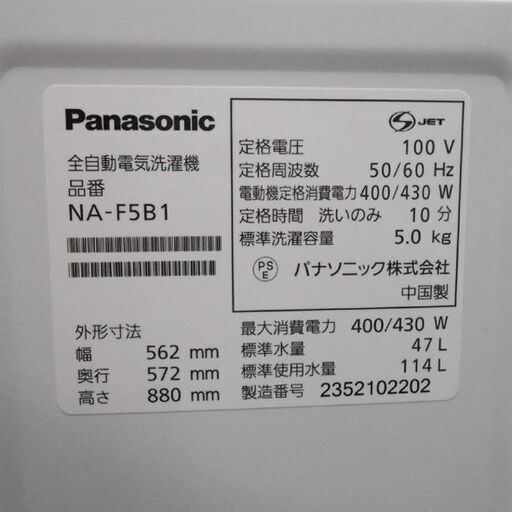 Panasonic
全自動電気洗濯機
品番
NA-F5B1
外形寸法
幅 562 mm
奥行 572 mm
高さ 880 mm
S JET
定格電圧 100 V
定格周波数 50/60 Hz
電動機定格消費電力 400/430 W
定格時間 洗いのみ 10 分
標準洗濯容量 5.0 kg
PS E パナソニック株式会社
中国製
最大消費電力 400/430 W
標準水量 47 L
標準使用水量 114 L
製造番号 2352102202